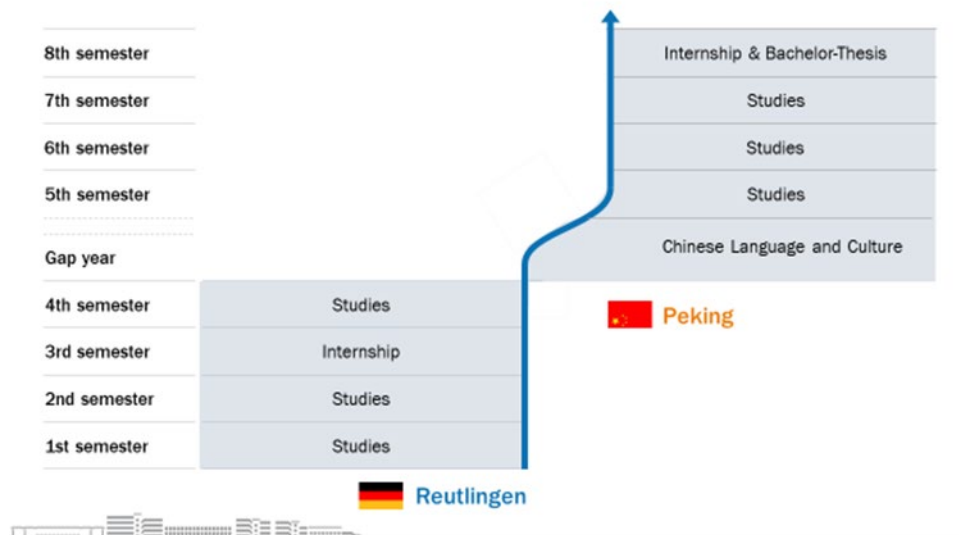 8th semester Internship & Bachelor-Thesis
7th semester Studies
6th semester Studies
5th semester Studies
Gap year Chinese Language and Culture
4th semester Studies
Peking
3rd semester Internship
2nd semester Studies
1st semester Studies
Reutlingen